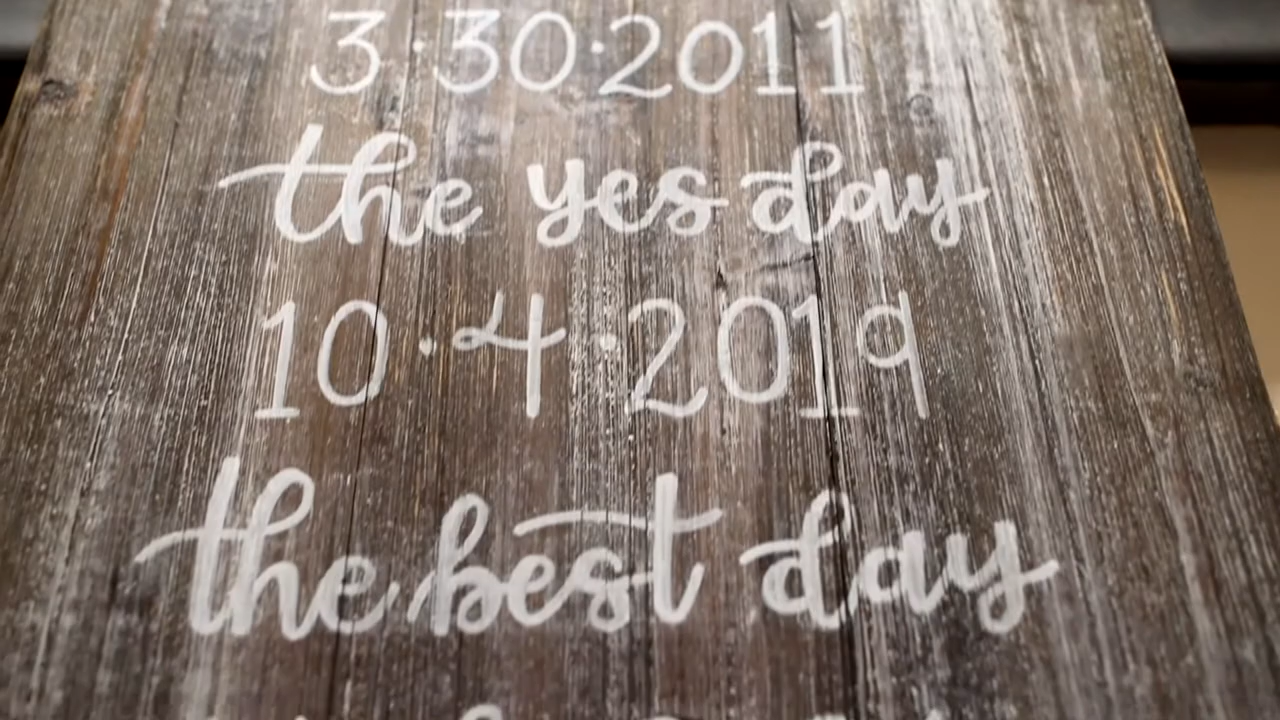 3·30·2011
the yes day
10·4·2019
the best day